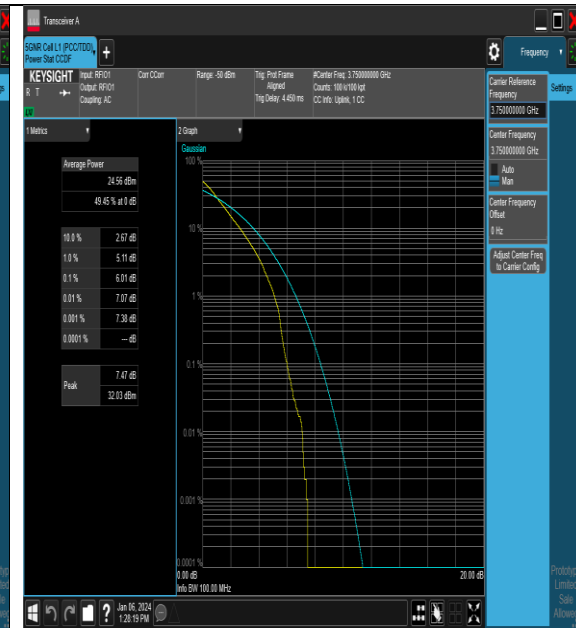 Transceiver A
5GNR Cell L1 (PCC/TDD),
Power Stat CCDF
+
Frequency
KEYSIGHT
R T
LV
Input: RFIO1
Output: RFIO1
Coupling: AC
Corr CCorr
Range: -50 dBm
Trig: Prot Frame
Aligned
Trig Delay: 4.450 ms
#Center Freq: 3.750000000 GHz
Counts: 100 k/100 kpt
CC Info: Uplink, 1 CC
Carrier Reference
Frequency
3.750000000 GHz
Settings
Center Frequency
3.750000000 GHz
Auto
Man
Center Frequency
Offset
0 Hz
Adjust Center Freq
to Carrier Config
1 Metrics
Average Power
24.56 dBm
49.45 % at 0 dB
10.0 % 2.67 dB
1.0 % 5.11 dB
0.1 % 6.01 dB
0.01 % 7.07 dB
0.001 % 7.38 dB
0.0001 % --- dB
Peak
7.47 dB
32.03 dBm
2 Graph
Gaussian
100 %
10 %
1 %
0.1 %
0.01 %
0.001 %
0.0001 %
0.00 dB
20.00 dB
Info BW 100.00 MHz
?
Jan 06, 2024
1:28:19 PM
Prototyp
Limited
Sale
Allowed